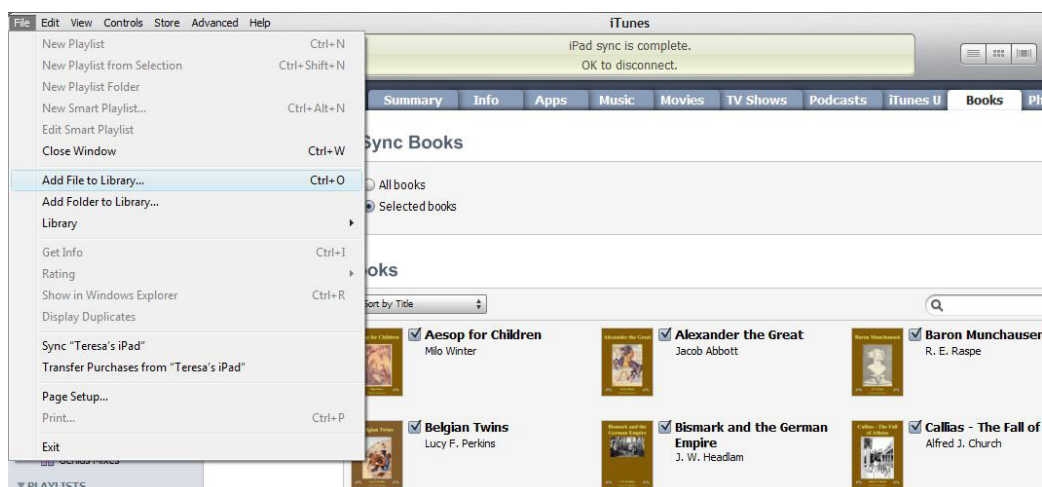 File Edit View Controls Store Advanced Help
iTunes
New Playlist Ctrl+N
New Playlist from Selection Ctrl+Shift+N
New Playlist Folder
New Smart Playlist... Ctrl+Alt+N
Edit Smart Playlist
Close Window Ctrl+W
Add File to Library... Ctrl+O
Add Folder to Library...
Library
Get Info Ctrl+I
Rating
Show in Windows Explorer Ctrl+R
Display Duplicates
Sync "Teresa's iPad"
Transfer Purchases from "Teresa's iPad"
Page Setup...
Print... Ctrl+P
Exit
PLAYLISTS
iPad sync is complete.
OK to disconnect.
Summary Info Apps Music Movies TV Shows Podcasts iTunes U Books Ph
Sync Books
All books
Selected books
oks
Sort by Title
Aesop for Children
Milo Winter
Alexander the Great
Jacob Abbott
Baron Munchausen
R. E. Raspe
Belgian Twins
Lucy F. Perkins
Bismark and the German
Empire
J. W. Headlam
Callias - The Fall of
Alfred J. Church